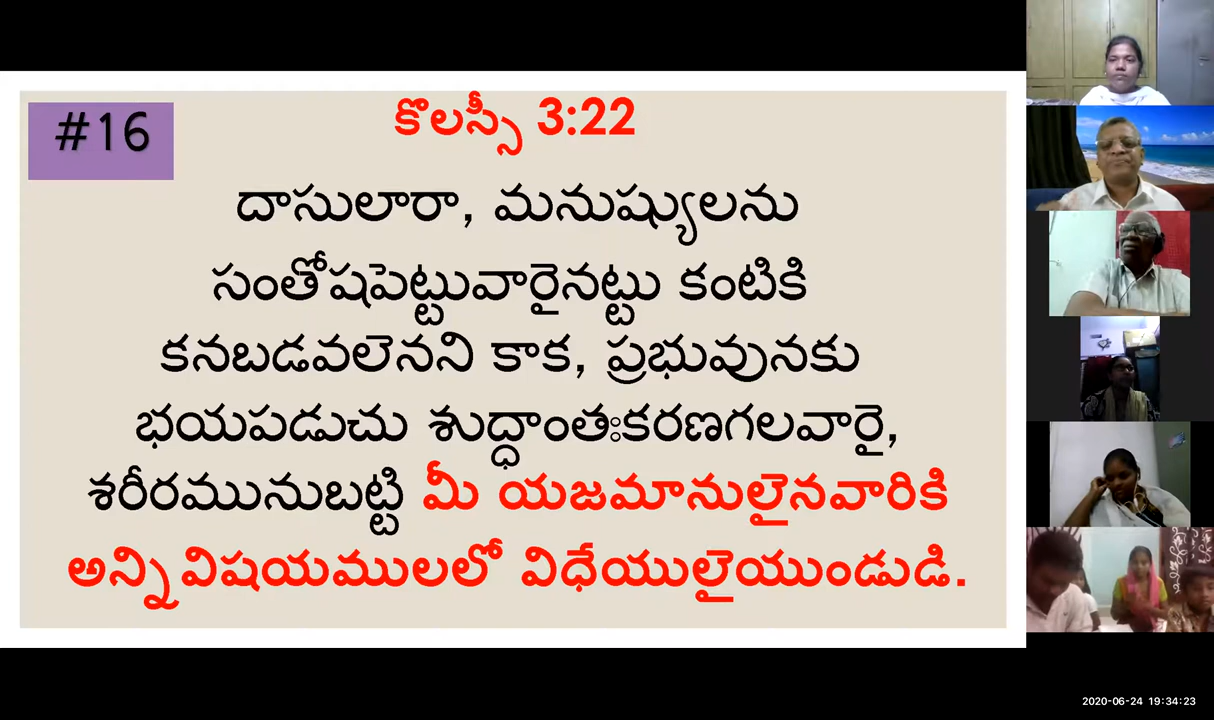 #16
కొలస్సీ 3:22
దాసులారా, మనుష్యులను
సంతోషపెట్టువారైనట్టు కంటికి
కనబడవలెనని కాక, ప్రభువునకు
భయపడుచు శుద్ధాంతఃకరణగలవారై,
శరీరమునుబట్టి మీ యజమానులైనవారికి
అన్నివిషయములలో విధేయులైయుండుడి.
2020-06-24 19:34:23